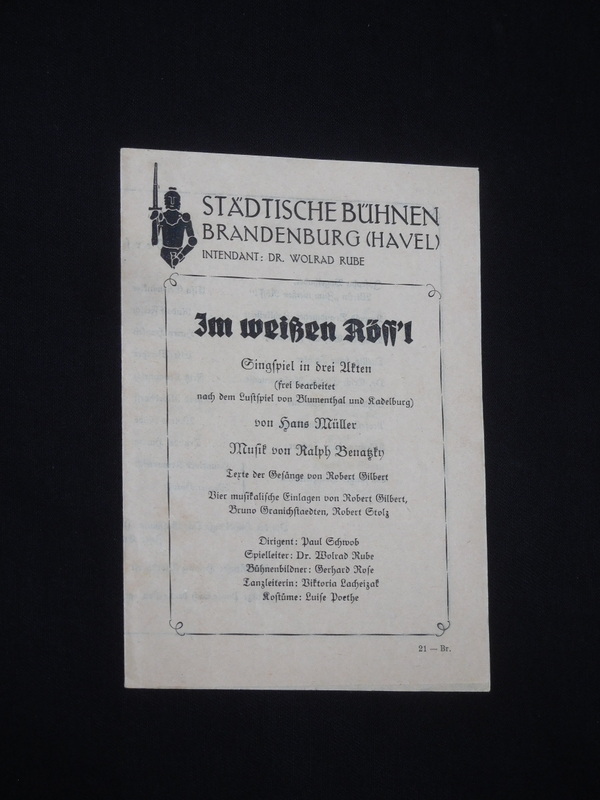 STÄDTISCHE BÜHNEN
BRANDENBURG (HAVEL)
INTENDANT: DR. WOLRAD RUBE
Im weißen Röss'l
Singspiel in drei Akten
(frei bearbeitet
nach dem Lustspiel von Blumenthal und Kadelburg)
von Hans Müller
Musik von Ralph Benatzky
Texte der Gesänge von Robert Gilbert
Vier musikalische Einlagen von Robert Gilbert,
Bruno Granichstaedten, Robert Stolz
Dirigent: Paul Schwob
Spielleiter: Dr. Wolrad Rube
Bühnenbildner: Gerhard Rose
Tanzleiterin: Viktoria Lacheizak
Kostüme: Luise Poethe
21 — Br.